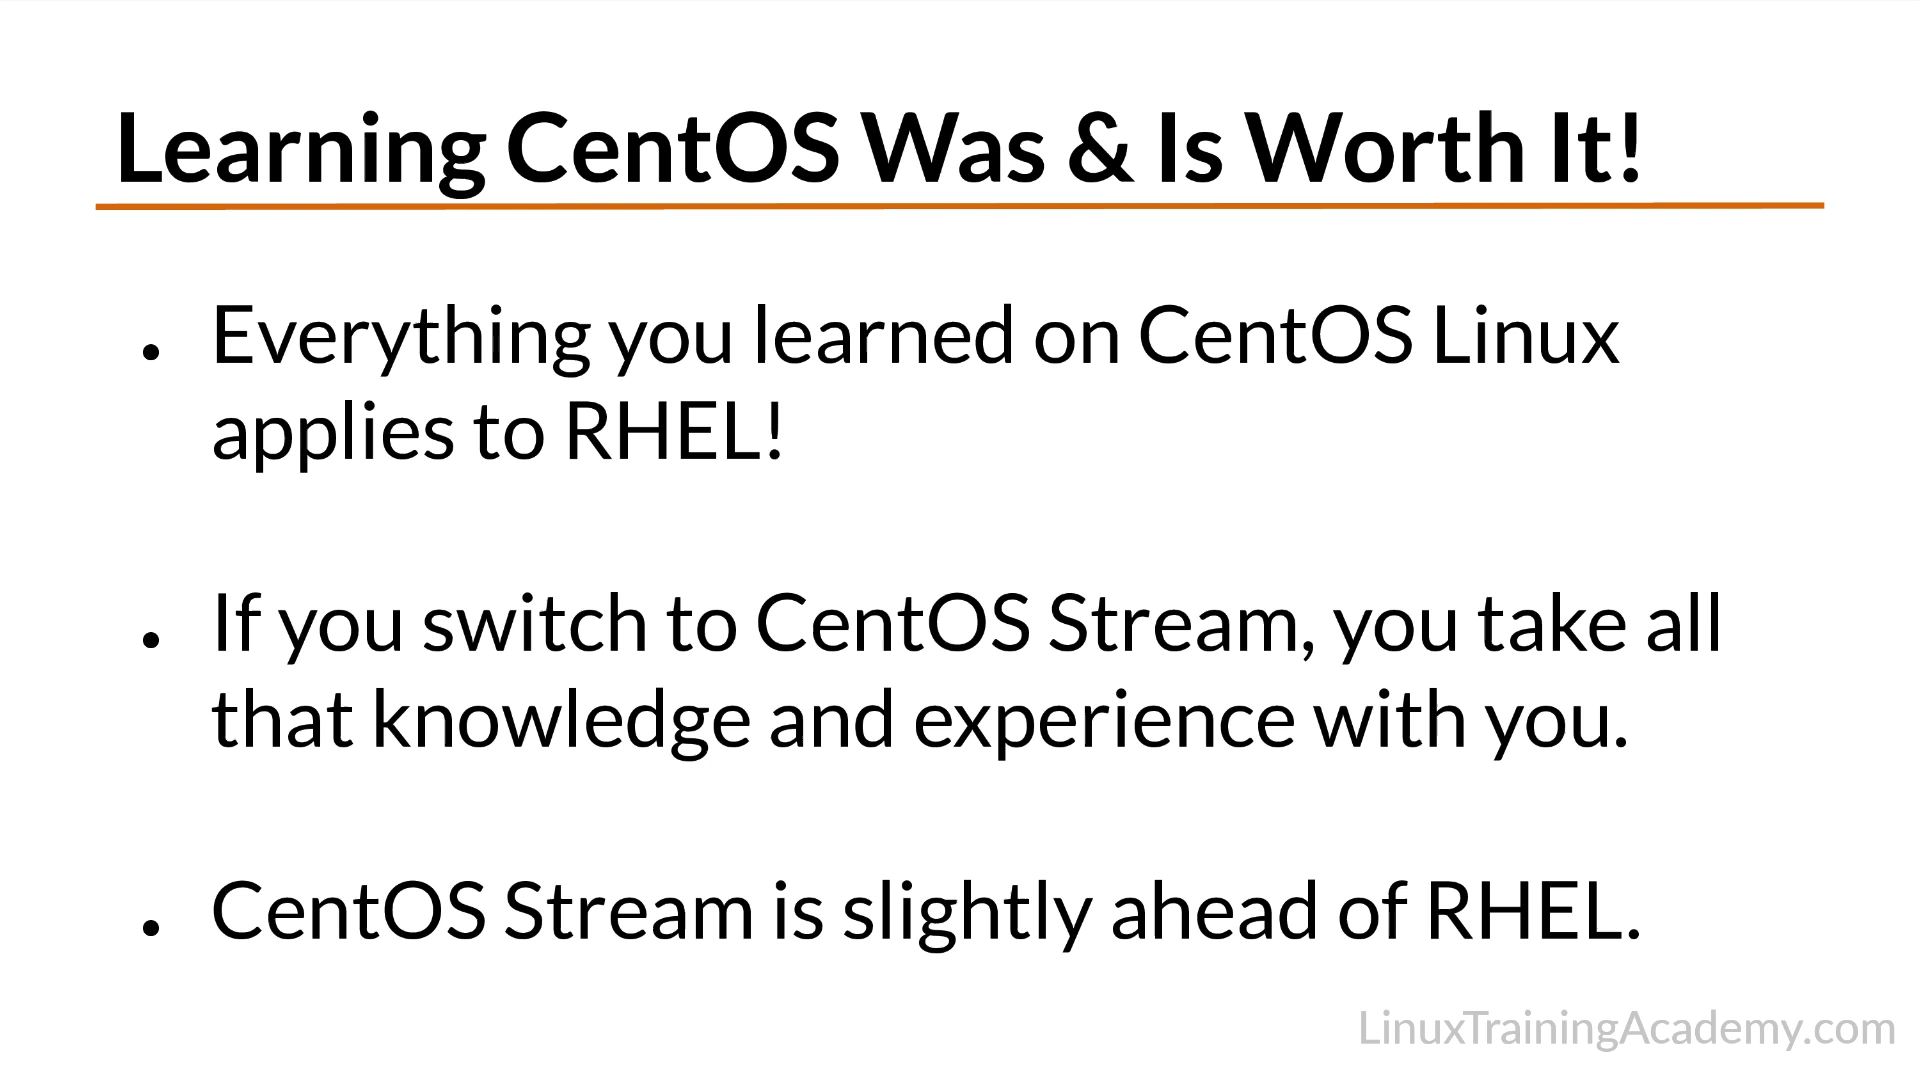 Learning CentOS Was & Is Worth It!
• Everything you learned on CentOS Linux
applies to RHEL!
• If you switch to CentOS Stream, you take all
that knowledge and experience with you.
• CentOS Stream is slightly ahead of RHEL.
LinuxTrainingAcademy.com